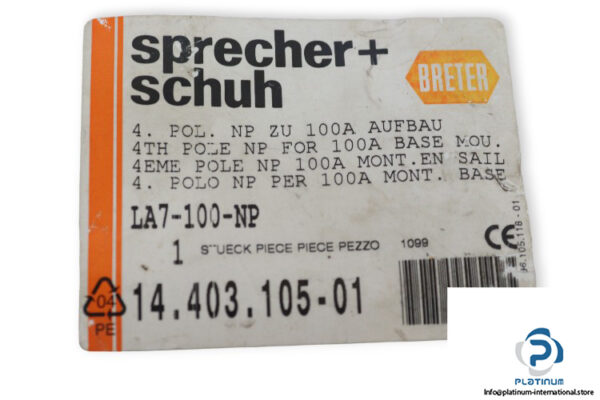 sprecher+
schuh
BRETER
4. POL. NP ZU 100A AUFBAU
4TH POLE NP FOR 100A BASE MOU.
4EME POLE NP 100A MONT.EN SAIL
4. POLO NP PER 100A MONT. BASE
LA7-100-NP
1 STUECK PIECE PIECE PEZZO 1099
CE
04
PE
14.403.105-01
PLATINUM
Info@platinum-international.store